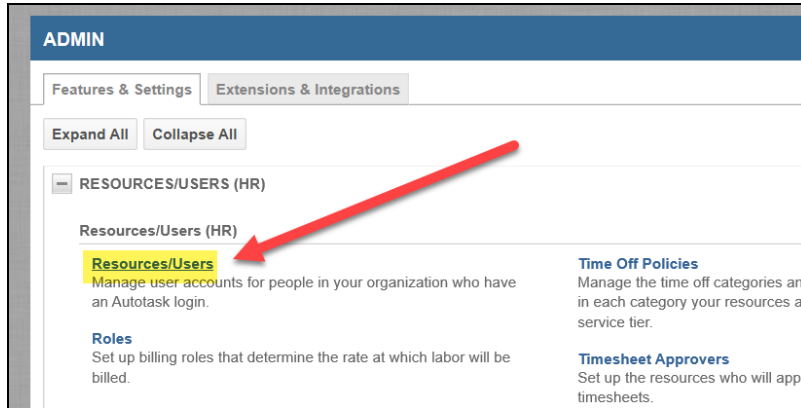 ADMIN
Features & Settings
Extensions & Integrations
Expand All
Collapse All
RESOURCES/USERS (HR)
Resources/Users (HR)
Resources/Users
Manage user accounts for people in your organization who have
an Autotask login.
Roles
Set up billing roles that determine the rate at which labor will be
billed.
Time Off Policies
Manage the time off categories an
in each category your resources a
service tier.
Timesheet Approvers
Set up the resources who will app
timesheets.